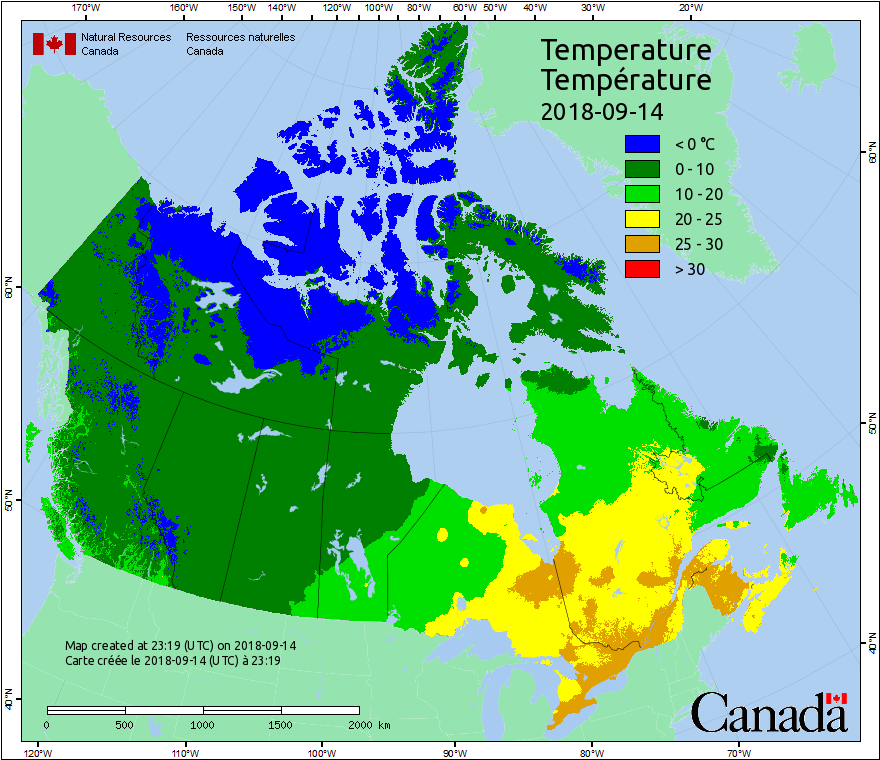 170°W 160°W 150°W 140°W 130°W 120°W 110°W 100°W 80°W 60°W 50°W 40°W 30°W 20°W
Natural Resources Canada
Ressources naturelles Canada
Temperature
Température
2018-09-14
< 0 °C
0 - 10
10 - 20
20 - 25
25 - 30
> 30
60°N
50°N
40°N
60°N
50°N
40°N
Map created at 23:19 (UTC) on 2018-09-14
Carte créée le 2018-09-14 (UTC) à 23:19
0 500 1000 1500 2000 km
Canada
120°W 110°W 100°W 90°W 80°W 70°W